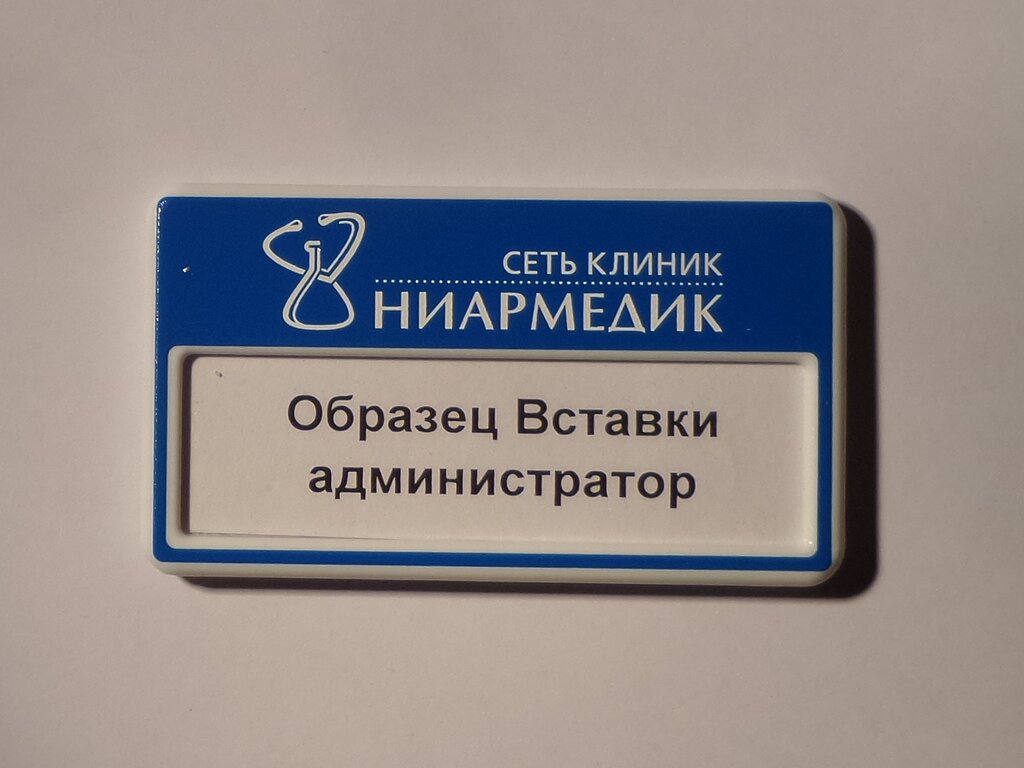 СЕТЬ КЛИНИК
НИАРМЕДИК
Образец Вставки
администратор